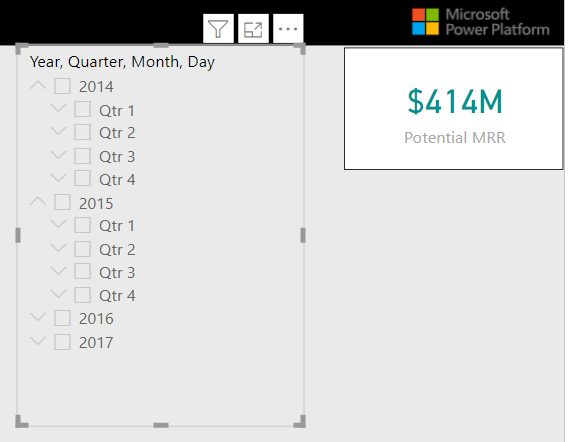 Microsoft
Power Platform
Year, Quarter, Month, Day
2014
Qtr 1
Qtr 2
Qtr 3
Qtr 4
2015
Qtr 1
Qtr 2
Qtr 3
Qtr 4
2016
2017
$414M
Potential MRR